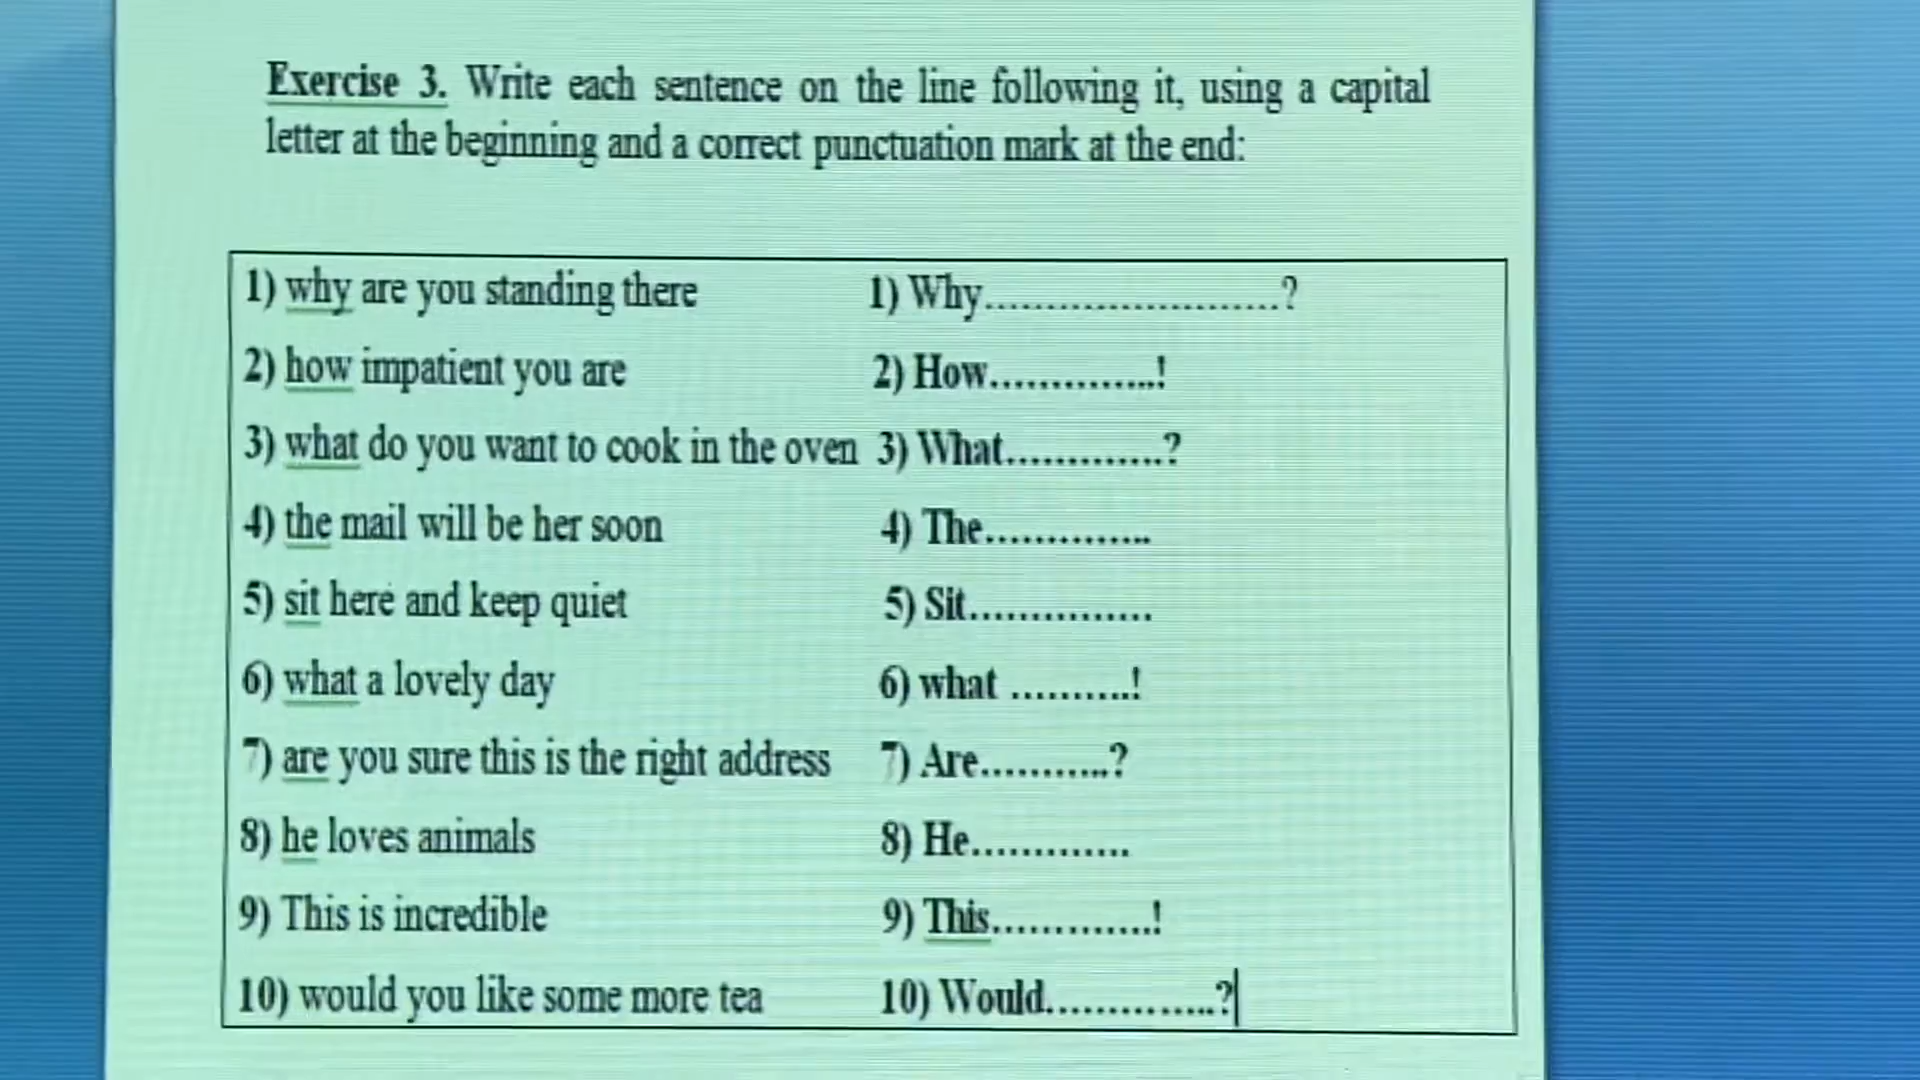 Exercise 3. Write each sentence on the line following it, using a capital
letter at the beginning and a correct punctuation mark at the end:
1) why are you standing there 1) Why........................?
2) how impatient you are 2) How..............!
3) what do you want to cook in the oven 3) What.............?
4) the mail will be her soon 4) The..............
5) sit here and keep quiet 5) Sit...............
6) what a lovely day 6) what ..........!
7) are you sure this is the right address 7) Are...........?
8) he loves animals 8) He.............
9) This is incredible 9) This.............!
10) would you like some more tea 10) Would..............?